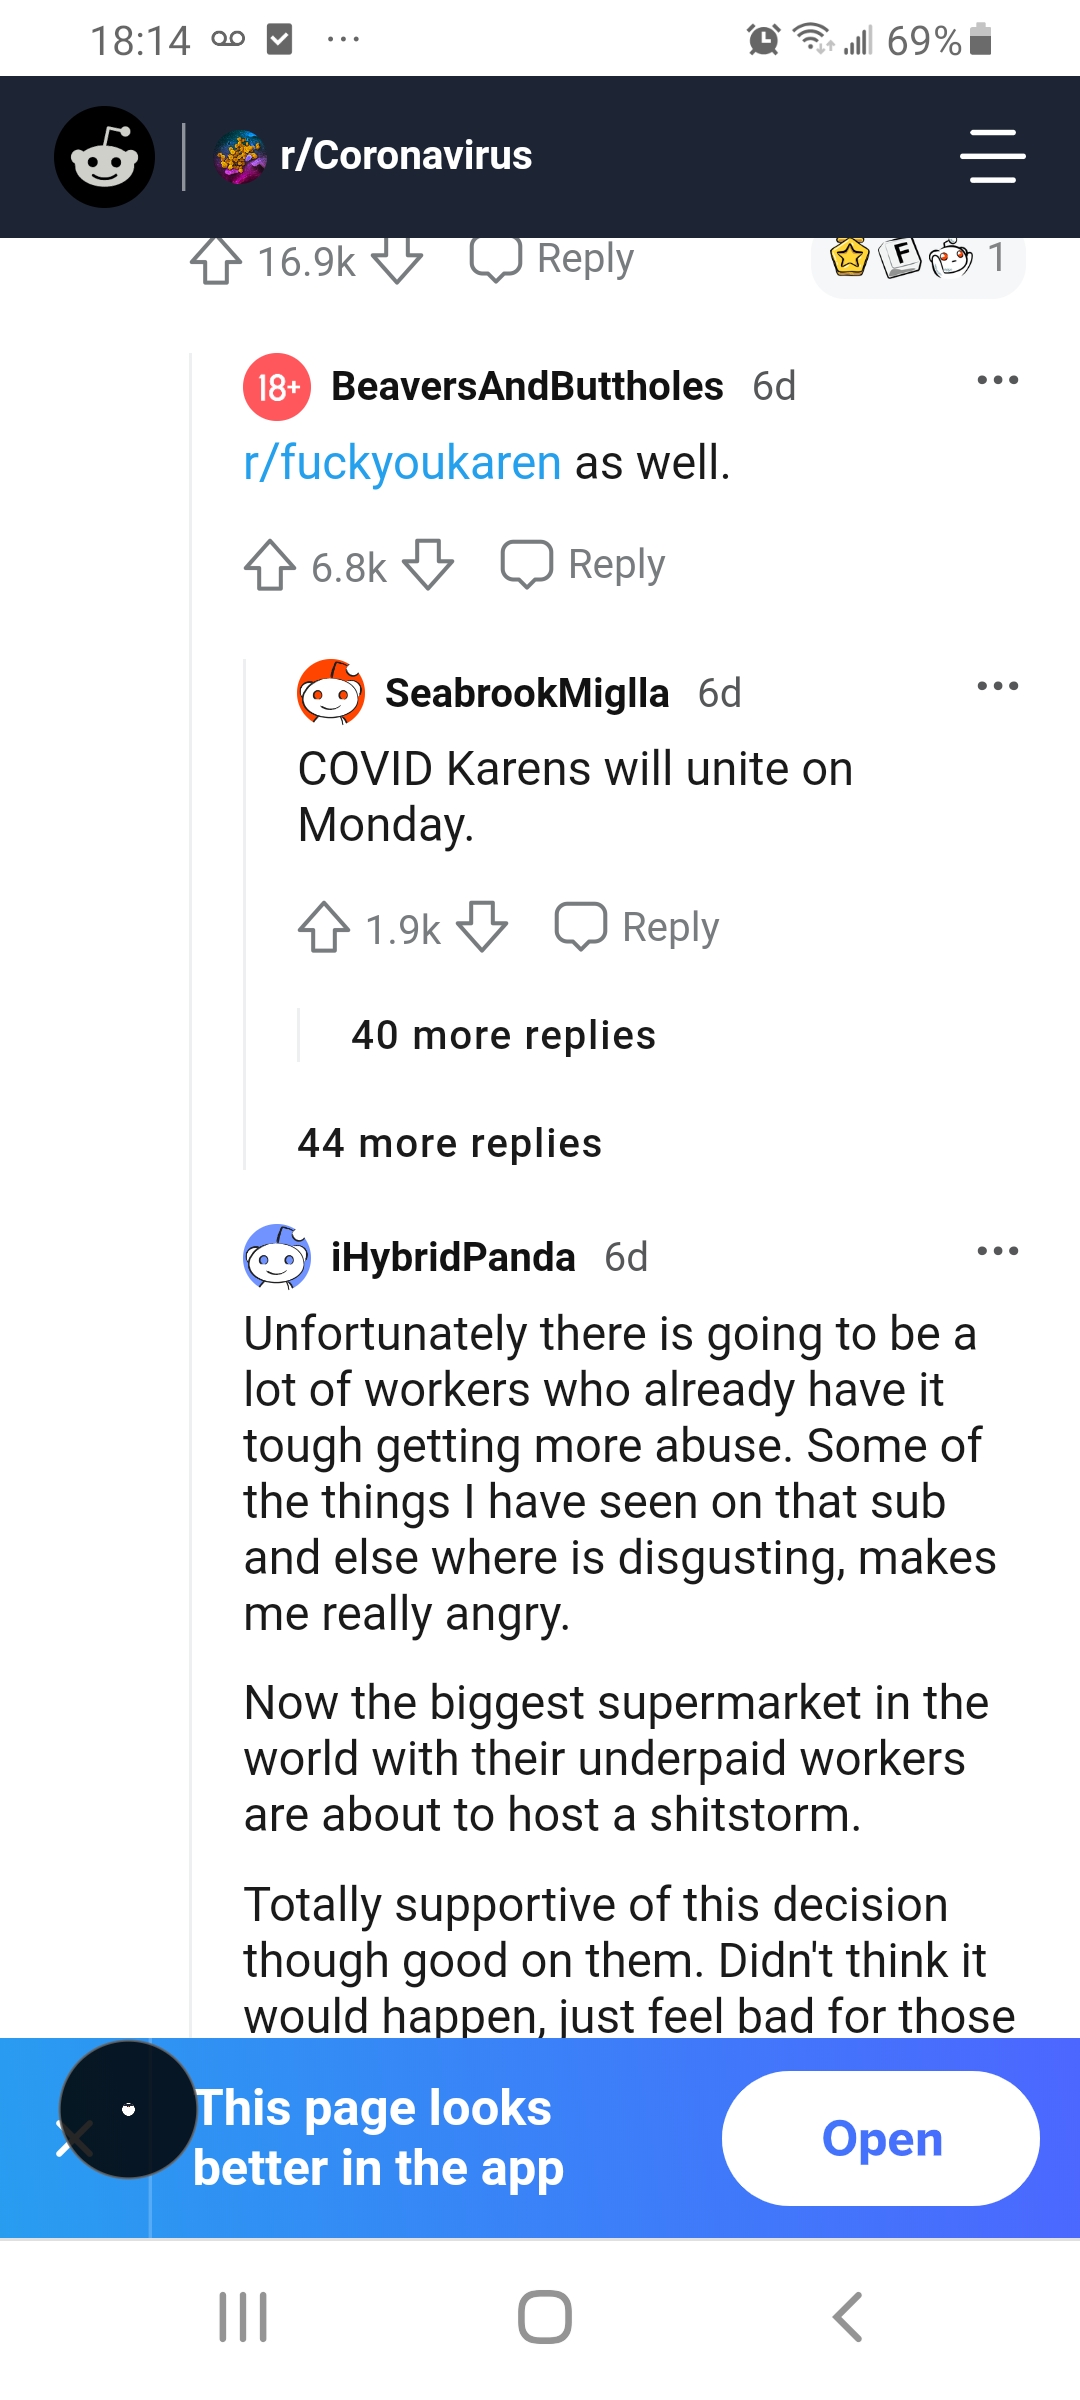 18:14 ... 69%
r/Coronavirus
16.9k Reply F 1
18+ BeaversAndButtholes 6d ...
r/fuckyoukaren as well.
6.8k Reply
SeabrookMiglla 6d ...
COVID Karens will unite on
Monday.
1.9k Reply
40 more replies
44 more replies
iHybridPanda 6d ...
Unfortunately there is going to be a
lot of workers who already have it
tough getting more abuse. Some of
the things I have seen on that sub
and else where is disgusting, makes
me really angry.
Now the biggest supermarket in the
world with their underpaid workers
are about to host a shitstorm.
Totally supportive of this decision
though good on them. Didn't think it
would happen, just feel bad for those
This page looks
better in the app
Open